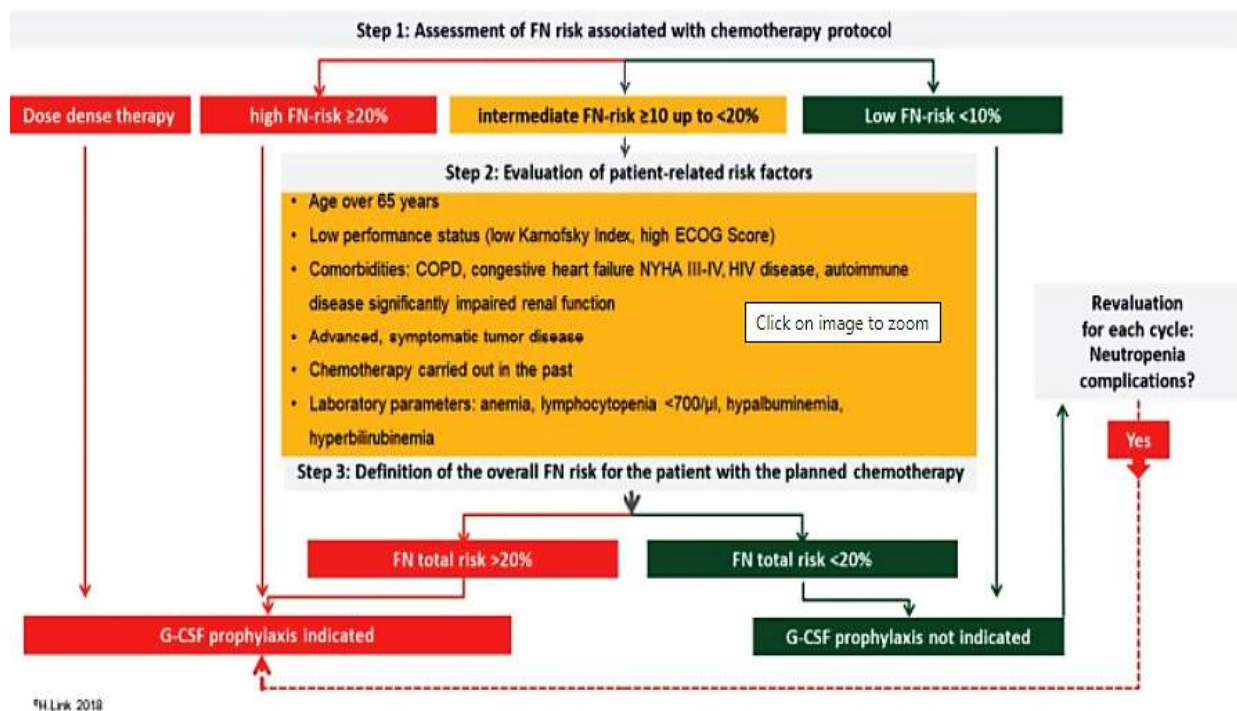 Step 1: Assessment of FN risk associated with chemotherapy protocol
Dose dense therapy
high FN-risk ≥20%
intermediate FN-risk ≥10 up to <20%
Low FN-risk <10%
Step 2: Evaluation of patient-related risk factors
• Age over 65 years
• Low performance status (low Karnofsky Index, high ECOG Score)
• Comorbidities: COPD, congestive heart failure NYHA III-IV, HIV disease, autoimmune
disease significantly impaired renal function
• Advanced, symptomatic tumor disease
• Chemotherapy carried out in the past
• Laboratory parameters: anemia, lymphocytopenia <700/µl, hypalbuminemia,
hyperbilirubinemia
Click on image to zoom
Revaluation
for each cycle:
Neutropenia
complications?
Yes
Step 3: Definition of the overall FN risk for the patient with the planned chemotherapy
FN total risk >20%
FN total risk <20%
G-CSF prophylaxis indicated
G-CSF prophylaxis not indicated
H.Link 2018